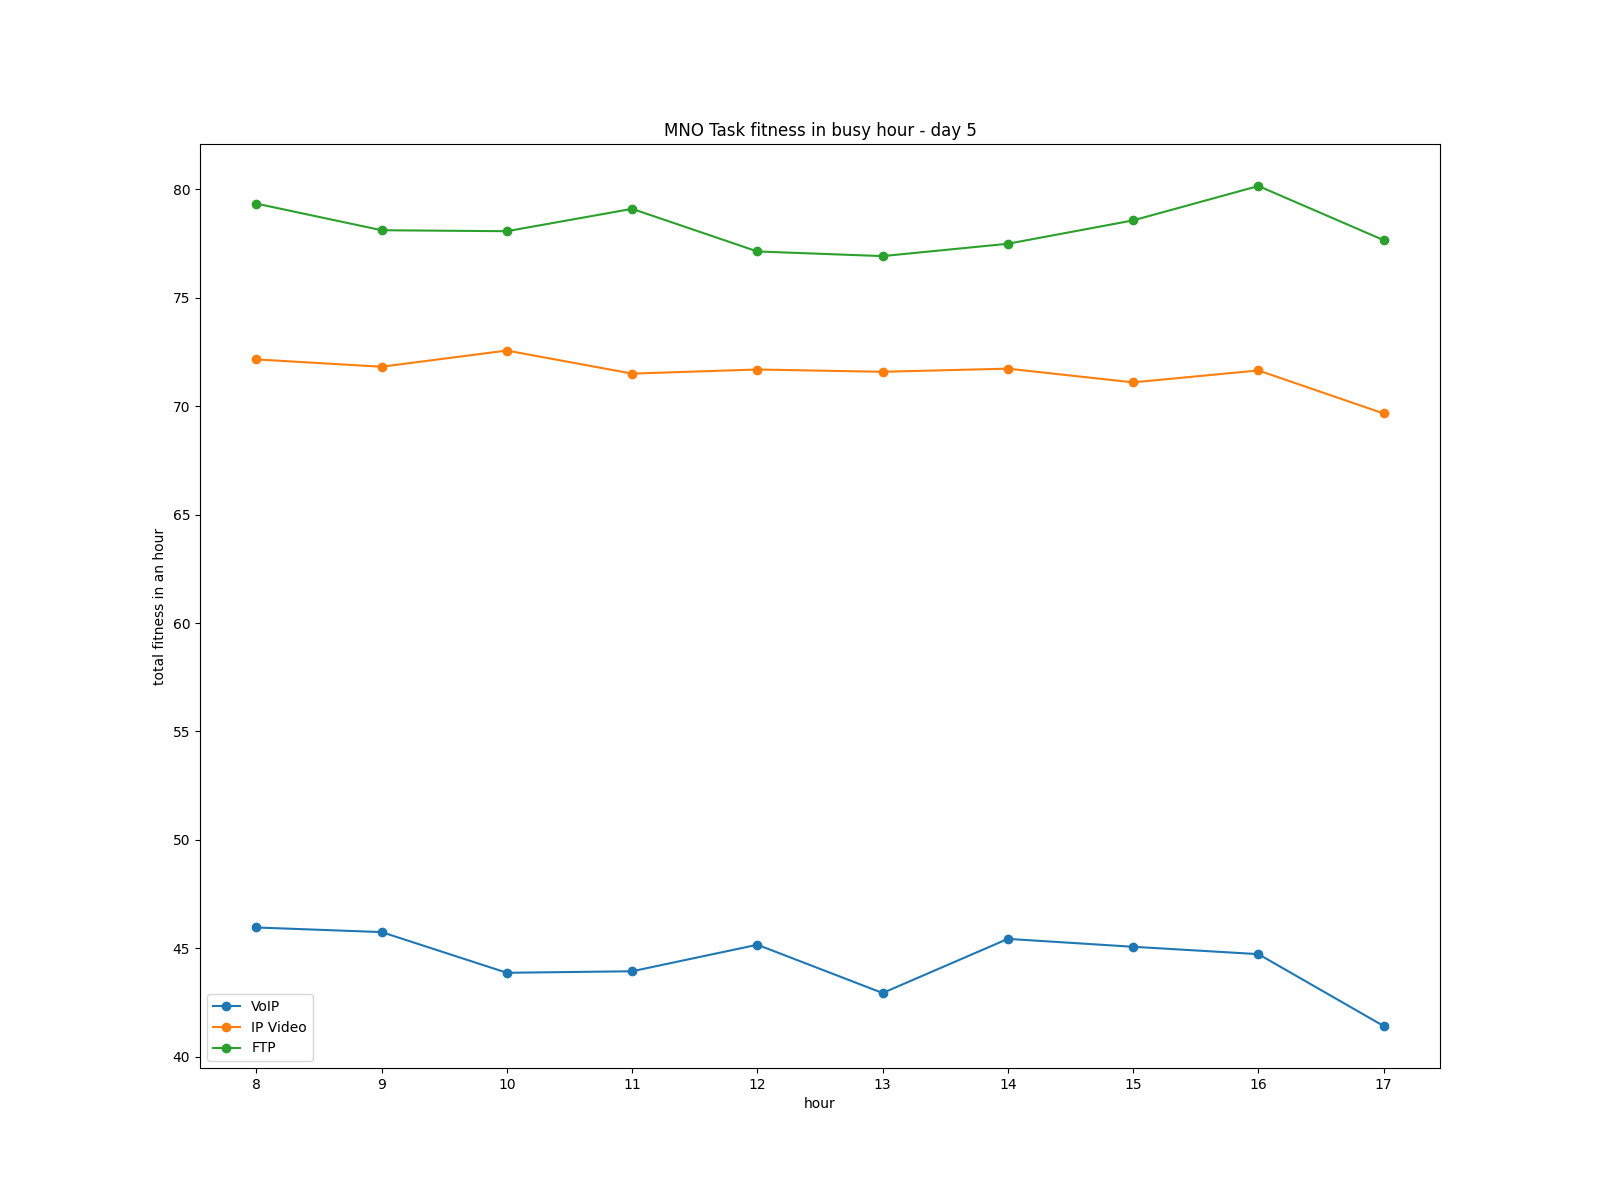 MNO Task fitness in busy hour - day 5
80
75
70
65
60
55
50
45
40
total fitness in an hour
VoIP
IP Video
FTP
8 9 10 11 12 13 14 15 16 17
hour